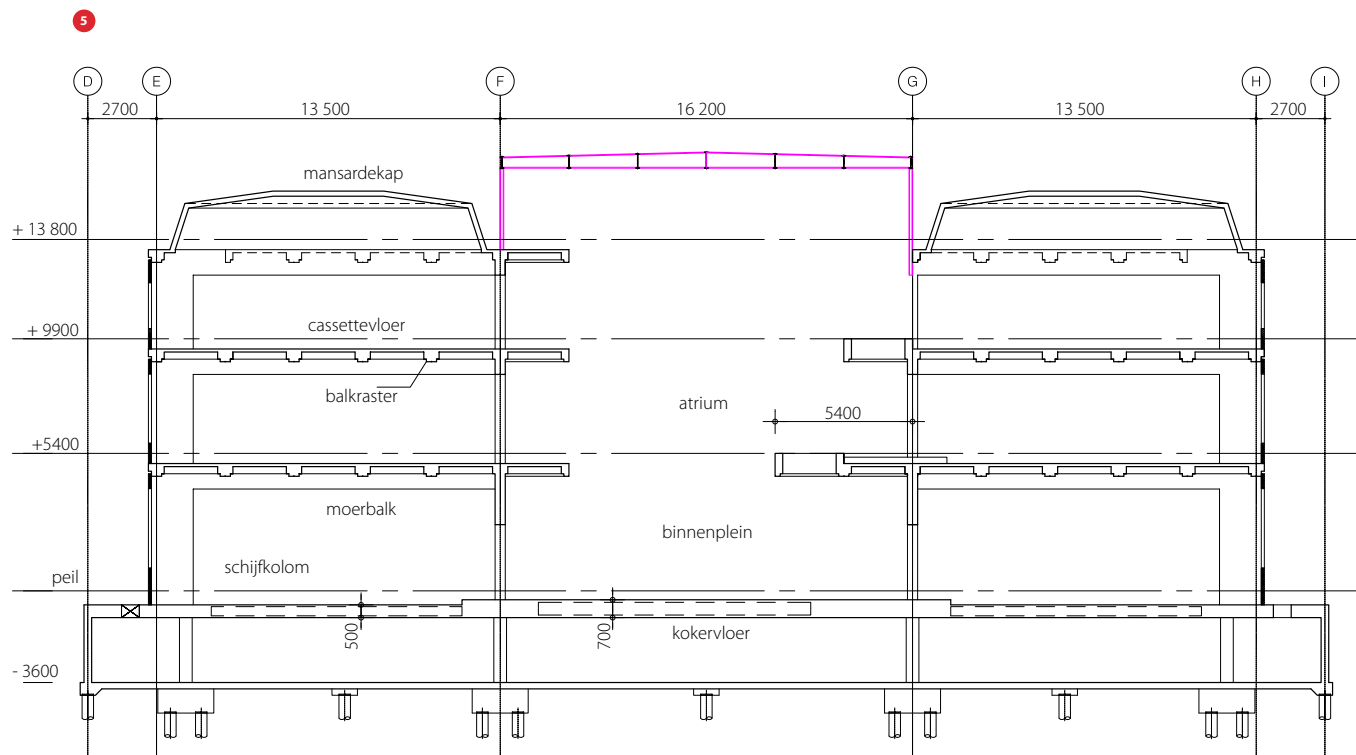 5
D E F G H I
2700 13 500 16 200 13 500 2700
mansardekap
+ 13 800
cassettevloer
+ 9900
balkraster
atrium
5400
+5400
moerbalk
binnenplein
schijfkolom
peil
500
700
kokervloer
- 3600